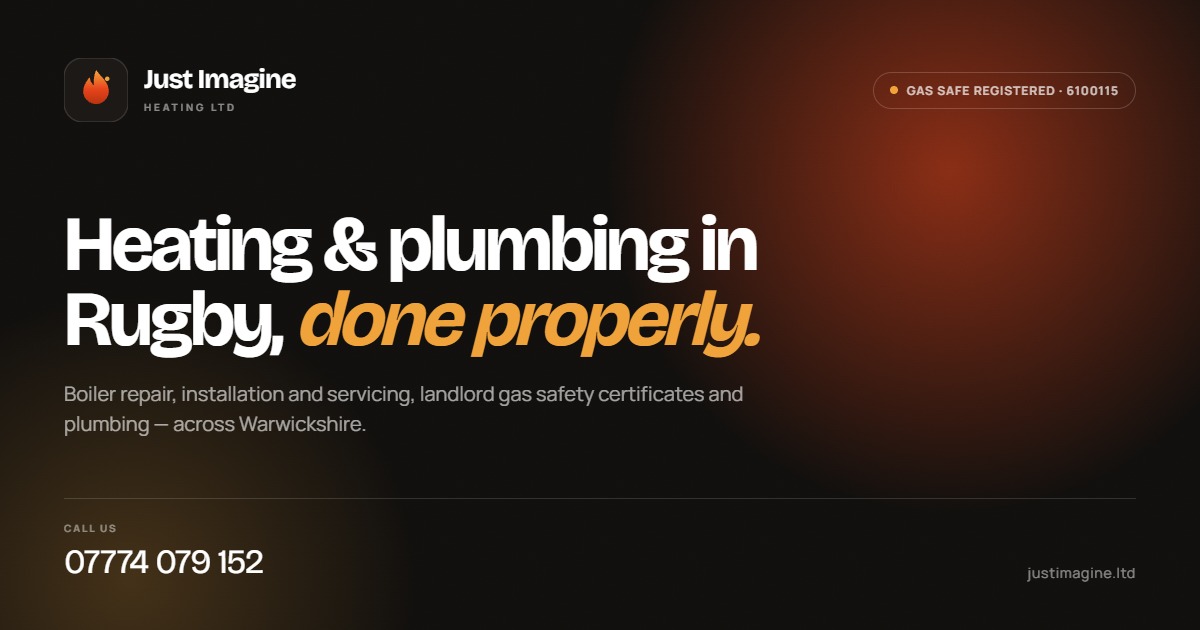 Just Imagine
HEATING LTD
GAS SAFE REGISTERED · 6100115
Heating & plumbing in
Rugby, done properly.
Boiler repair, installation and servicing, landlord gas safety certificates and
plumbing — across Warwickshire.
CALL US
07774 079 152
justimagine.ltd